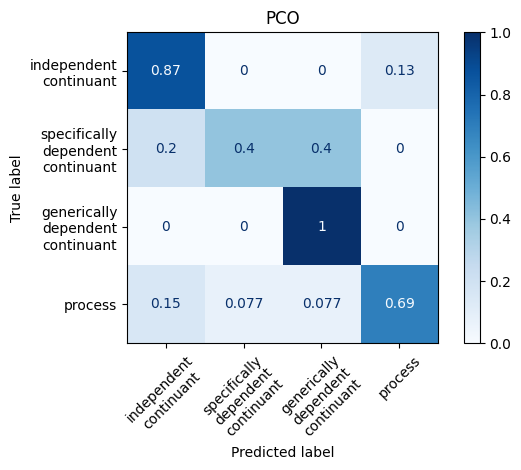 PCO
True label
independent
continuant
0.87
0
0
0.13
specifically
dependent
continuant
0.2
0.4
0.4
0
generically
dependent
continuant
0
0
1
0
process
0.15
0.077
0.077
0.69
independent
continuant
specifically
dependent
continuant
generically
dependent
continuant
process
Predicted label
1.0
0.8
0.6
0.4
0.2
0.0